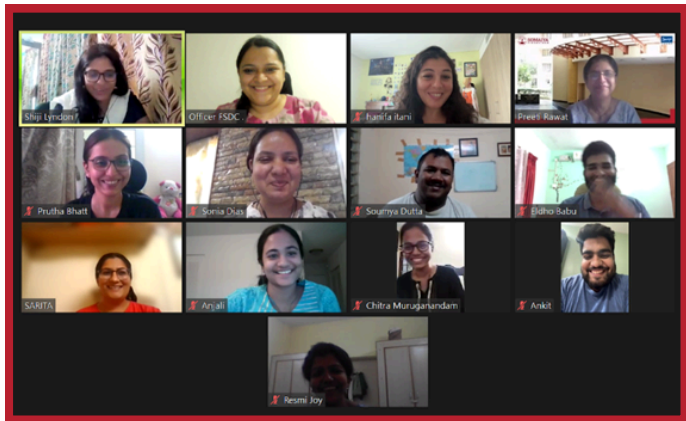 Shiji Lyndon
Officer FSDC .
hanifa itani
Preeti Rawat
Prutha Bhatt
Sonia Dias
Soumya Dutta
Eldho Babu
SARITA
Anjali
Chitra Muruganandam
Ankit
Resmi Joy